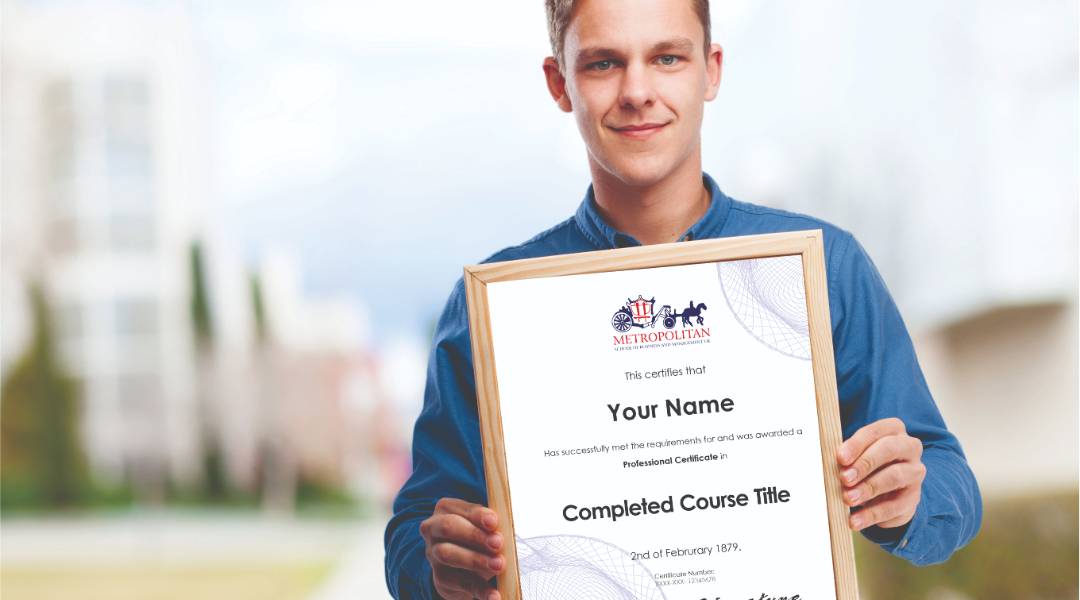 METROPOLITAN
SCHOOL OF BUSINESS AND MANAGEMENT UK
This certifies that
Your Name
Has successfully met the requirements for and was awarded a
Professional Certificate in
Completed Course Title
2nd of Februrary 1879.
Certificate Number:
XXXX-XXX- 12345678